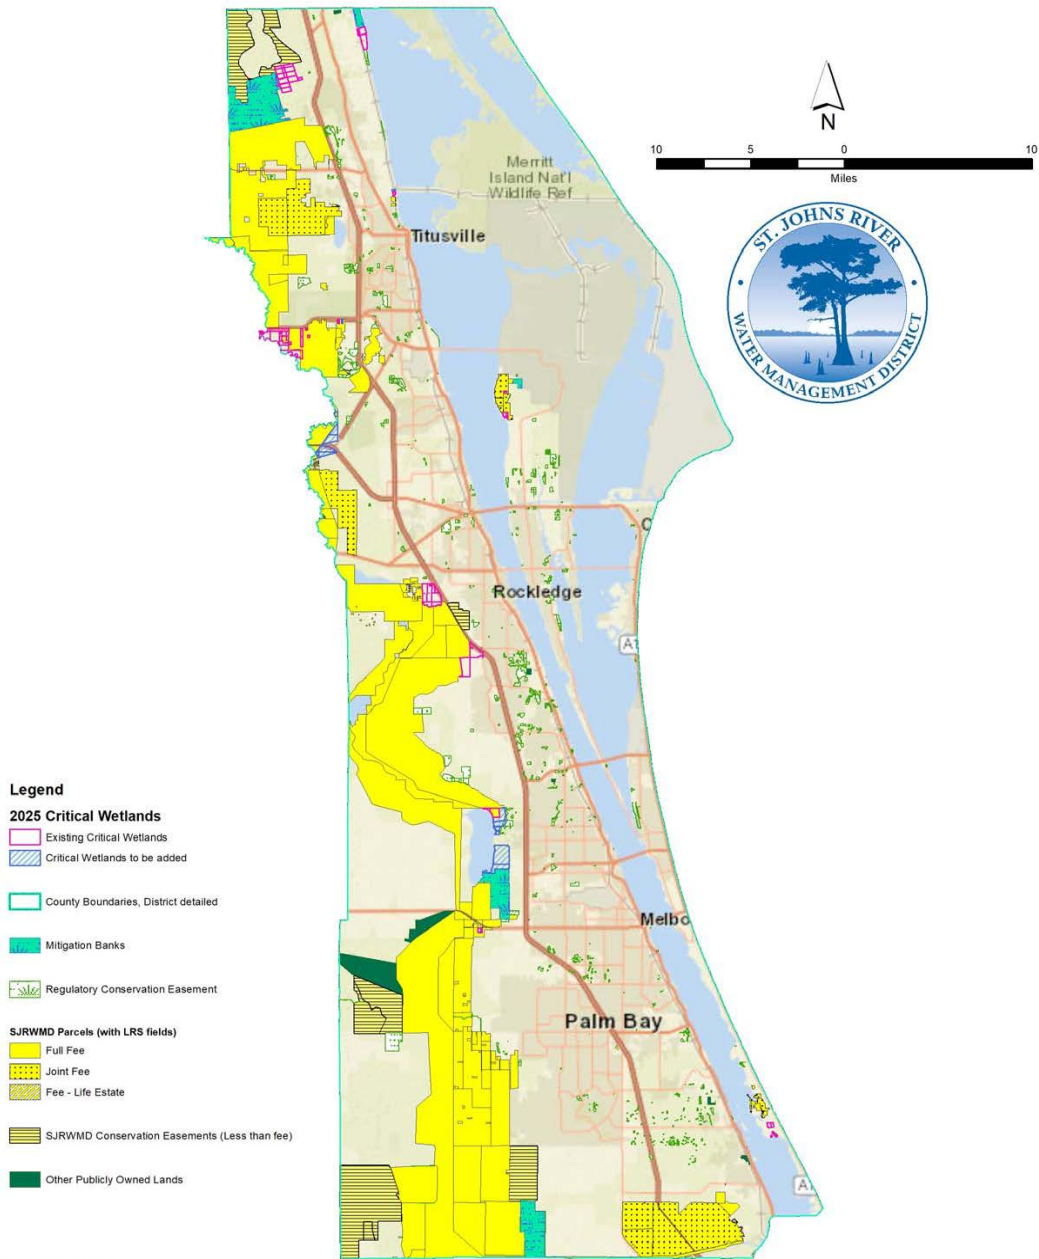 N
10 5 0 10
Miles
Merritt
Island Nat'l
Wildlife Ref
Titusville
ST. JOHNS RIVER
WATER MANAGEMENT DISTRICT
C
Rockledge
A1
Legend
2025 Critical Wetlands
Existing Critical Wetlands
Critical Wetlands to be added
County Boundaries, District detailed
Mitigation Banks
Regulatory Conservation Easement
SJRWMD Parcels (with LRS fields)
Full Fee
Joint Fee
Fee - Life Estate
SJRWMD Conservation Easements (Less than fee)
Other Publicly Owned Lands
Melbo
Palm Bay
A1